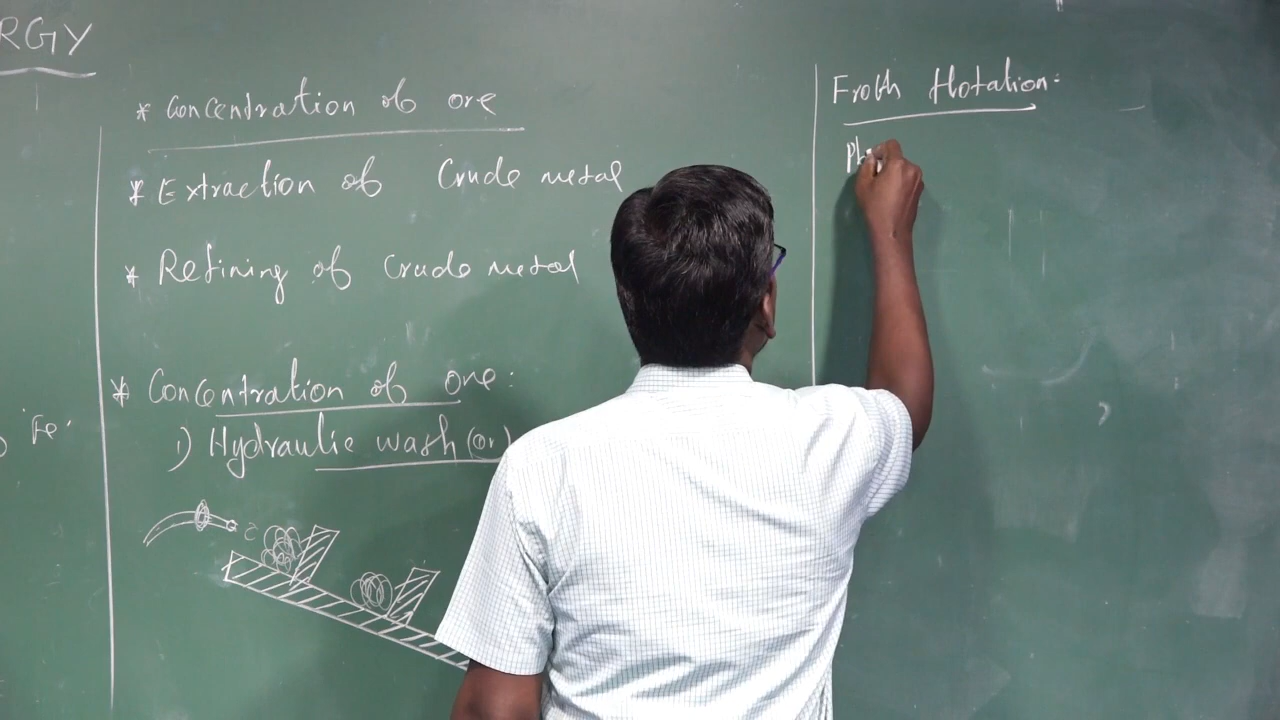 RGY
* Concentration of ore
* Extraction of Crude metal
* Refining of Crude metal
* Concentration of ore:
1) Hydraulic wash (or)
Fe.
Froth flotation: